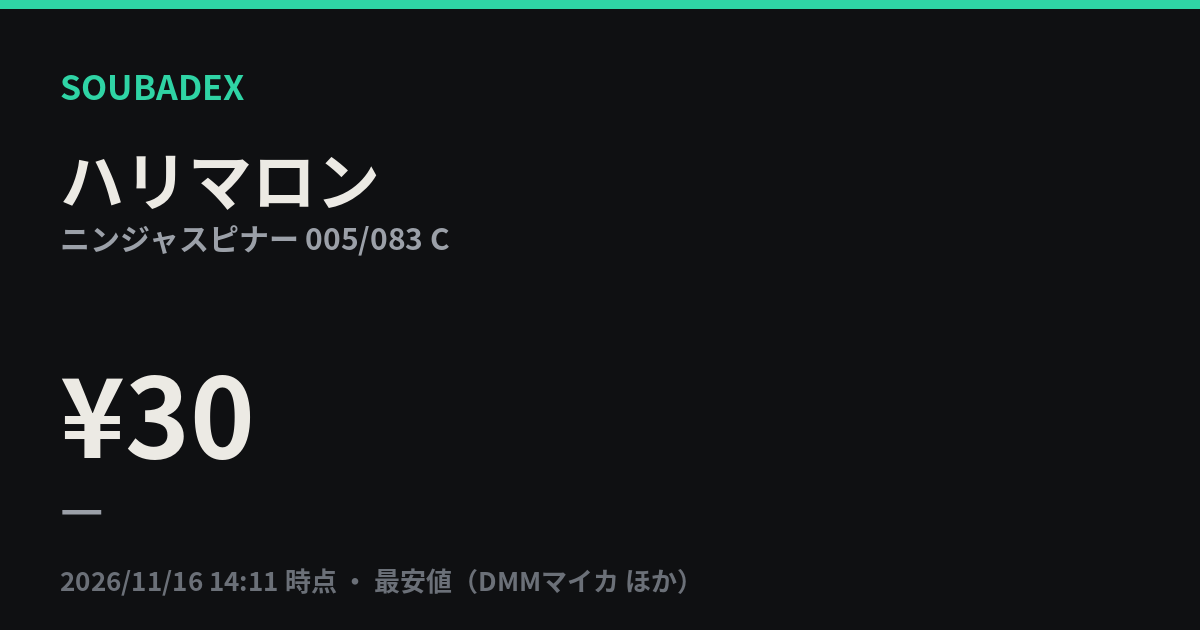 SOUBADEX
ハリマロン
ニンジャスピナー 005/083 C
¥30
—
2026/11/16 14:11 時点 ・ 最安値（DMMマイカ ほか）